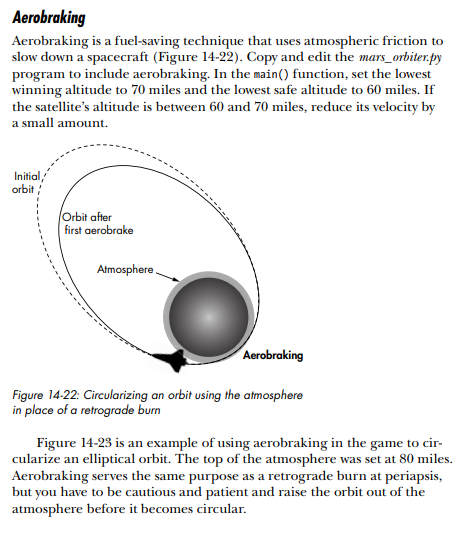 Aerobraking
Aerobraking is a fuel-saving technique that uses atmospheric friction to
slow down a spacecraft (Figure 14-22). Copy and edit the mars_orbiter.py
program to include aerobraking. In the main() function, set the lowest
winning altitude to 70 miles and the lowest safe altitude to 60 miles. If
the satellite's altitude is between 60 and 70 miles, reduce its velocity by
a small amount.
Initial
orbit
Orbit after
first aerobrake
Atmosphere
Aerobraking
Figure 14-22: Circularizing an orbit using the atmosphere
in place of a retrograde burn
Figure 14-23 is an example of using aerobraking in the game to cir-
cularize an elliptical orbit. The top of the atmosphere was set at 80 miles.
Aerobraking serves the same purpose as a retrograde burn at periapsis,
but you have to be cautious and patient and raise the orbit out of the
atmosphere before it becomes circular.